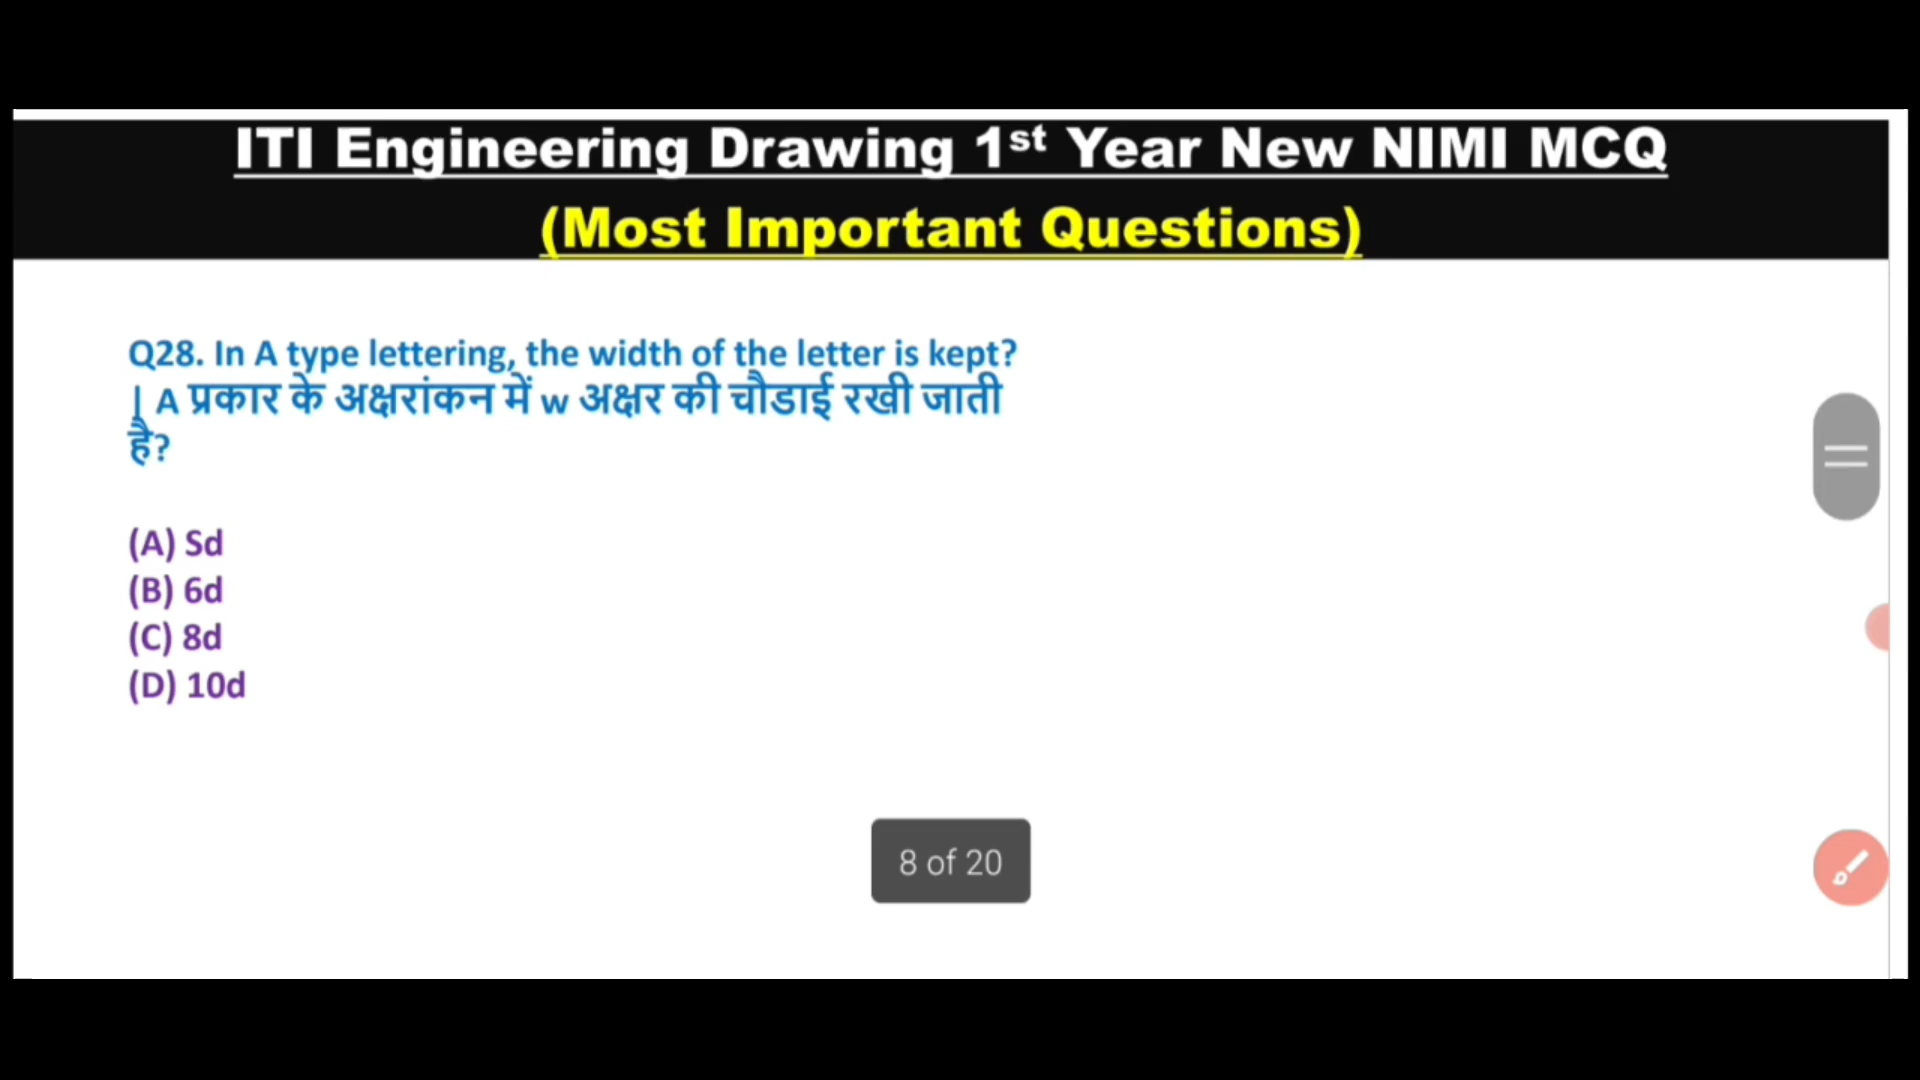 ITI Engineering Drawing 1st Year New NIMI MCQ
(Most Important Questions)
Q28. In A type lettering, the width of the letter is kept?
| A प्रकार के अक्षरांकन में w अक्षर की चौडाई रखी जाती
है?
(A) Sd
(B) 6d
(C) 8d
(D) 10d
8 of 20